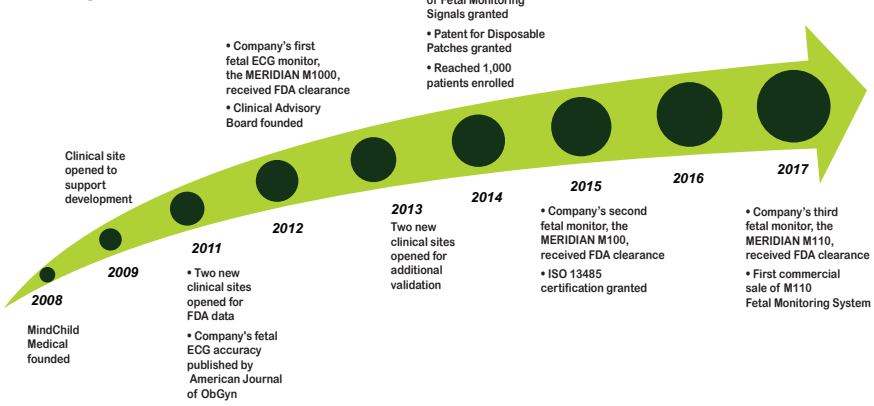 of Fetal Monitoring
Signals granted
• Patent for Disposable
Patches granted
• Reached 1,000
patients enrolled
• Company's first
fetal ECG monitor,
the MERIDIAN M1000,
received FDA clearance
• Clinical Advisory
Board founded
Clinical site
opened to
support
development
2008
MindChild
Medical
founded
2009
2011
• Two new
clinical sites
opened for
FDA data
• Company's fetal
ECG accuracy
published by
American Journal
of ObGyn
2012
2013
Two new
clinical sites
opened for
additional
validation
2014
2015
• Company's second
fetal monitor, the
MERIDIAN M100,
received FDA clearance
• ISO 13485
certification granted
2016
2017
• Company's third
fetal monitor, the
MERIDIAN M110,
received FDA clearance
• First commercial
sale of M110
Fetal Monitoring System